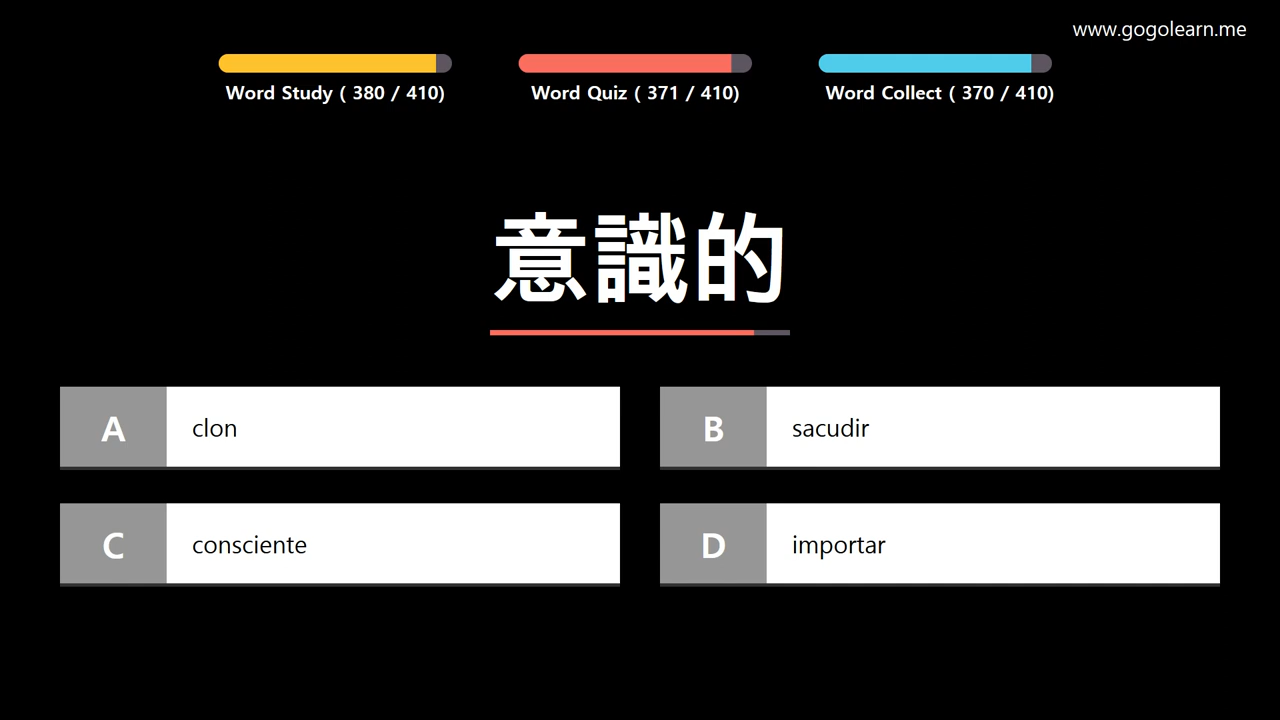 www.gogolearn.me
Word Study ( 380 / 410)
Word Quiz ( 371 / 410)
Word Collect ( 370 / 410)
意識的
A clon
B sacudir
C consciente
D importar